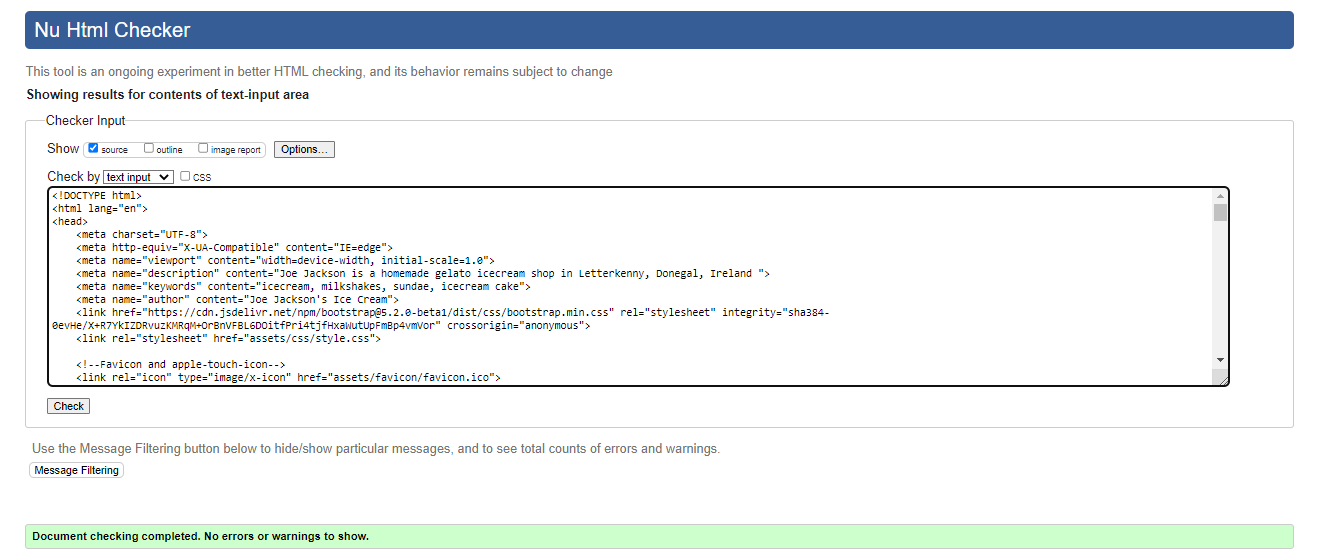 Nu Html Checker
This tool is an ongoing experiment in better HTML checking, and its behavior remains subject to change
Showing results for contents of text-input area
Checker Input
Show source outline image report Options...
Check by text input css
<!DOCTYPE html>
<html lang="en">
<head>
    <meta charset="UTF-8">
    <meta http-equiv="X-UA-Compatible" content="IE=edge">
    <meta name="viewport" content="width=device-width, initial-scale=1.0">
    <meta name="description" content="Joe Jackson is a homemade gelato icecream shop in Letterkenny, Donegal, Ireland ">
    <meta name="keywords" content="icecream, milkshakes, sundae, icecream cake">
    <meta name="author" content="Joe Jackson's Ice Cream">
    <link href="https://cdn.jsdelivr.net/npm/bootstrap@5.2.0-beta1/dist/css/bootstrap.min.css" rel="stylesheet" integrity="sha384-
0evHe/X+R7YkIZDRvuzKMRqM+OrBnVFBL6DOitfPri4tjfHxaWutUpFmBp4vmVor" crossorigin="anonymous">
    <link rel="stylesheet" href="assets/css/style.css">
    <!--Favicon and apple-touch-icon-->
    <link rel="icon" type="image/x-icon" href="assets/favicon/favicon.ico">
Check
Use the Message Filtering button below to hide/show particular messages, and to see total counts of errors and warnings.
Message Filtering
Document checking completed. No errors or warnings to show.